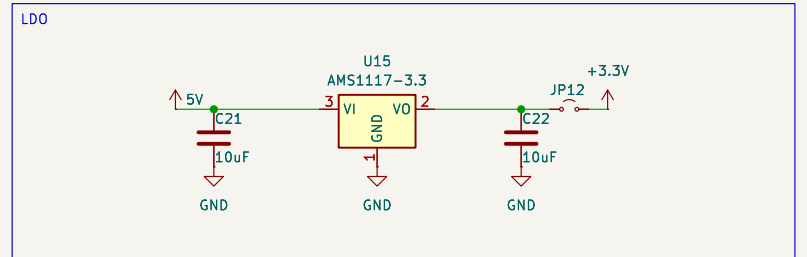 LDO
U15
AMS1117-3.3
+3.3V
JP12
5V
3
VI
VO
2
C21
GND
C22
10uF
1
10uF
GND
GND
GND